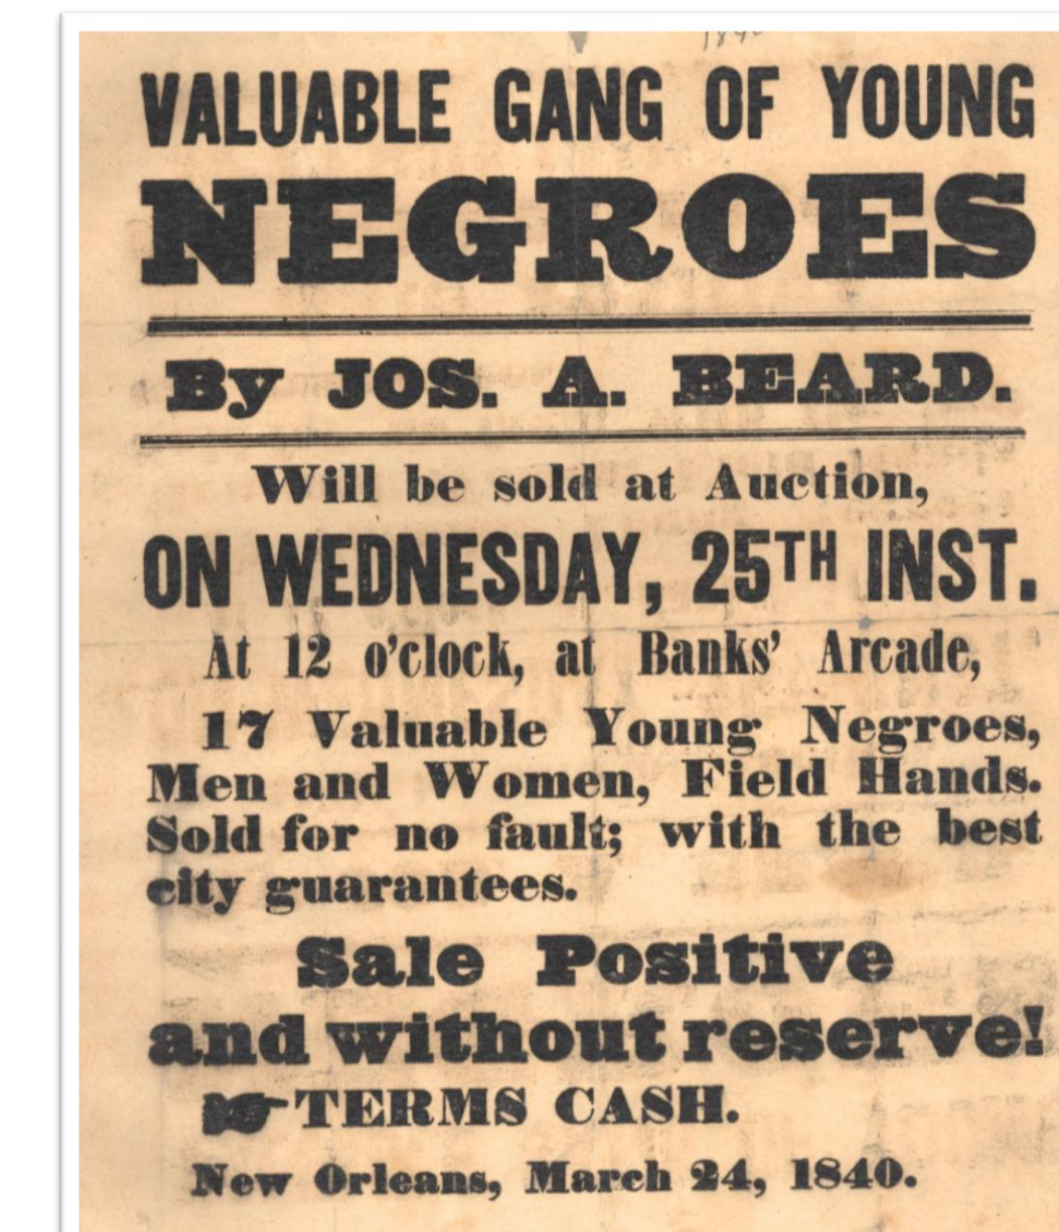 VALUABLE GANG OF YOUNG
NEGROES
By JOS. A. BEARD.
Will be sold at Auction,
ON WEDNESDAY, 25TH INST.
At 12 o'clock, at Banks' Arcade,
17 Valuable Young Negroes,
Men and Women, Field Hands.
Sold for no fault; with the best
city guarantees.
Sale Positive
and without reserve!
☛TERMS CASH.
New Orleans, March 24, 1840.